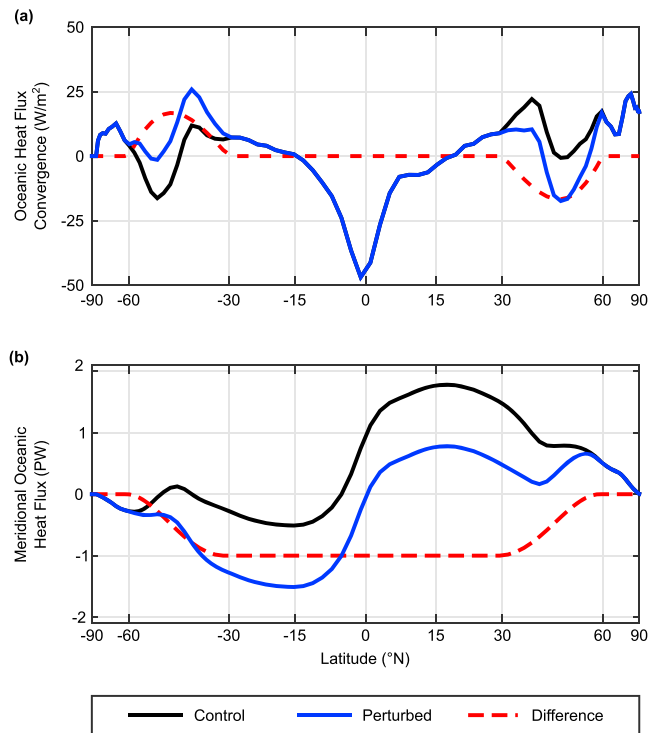 (a)
Oceanic Heat Flux
Convergence (W/m²)
50
25
0
-25
-50
-90 -60 -30 -15 0 15 30 60 90
(b)
Meridional Oceanic
Heat Flux (PW)
2
1
0
-1
-2
-90 -60 -30 -15 0 15 30 60 90
Latitude (°N)
Control Perturbed Difference